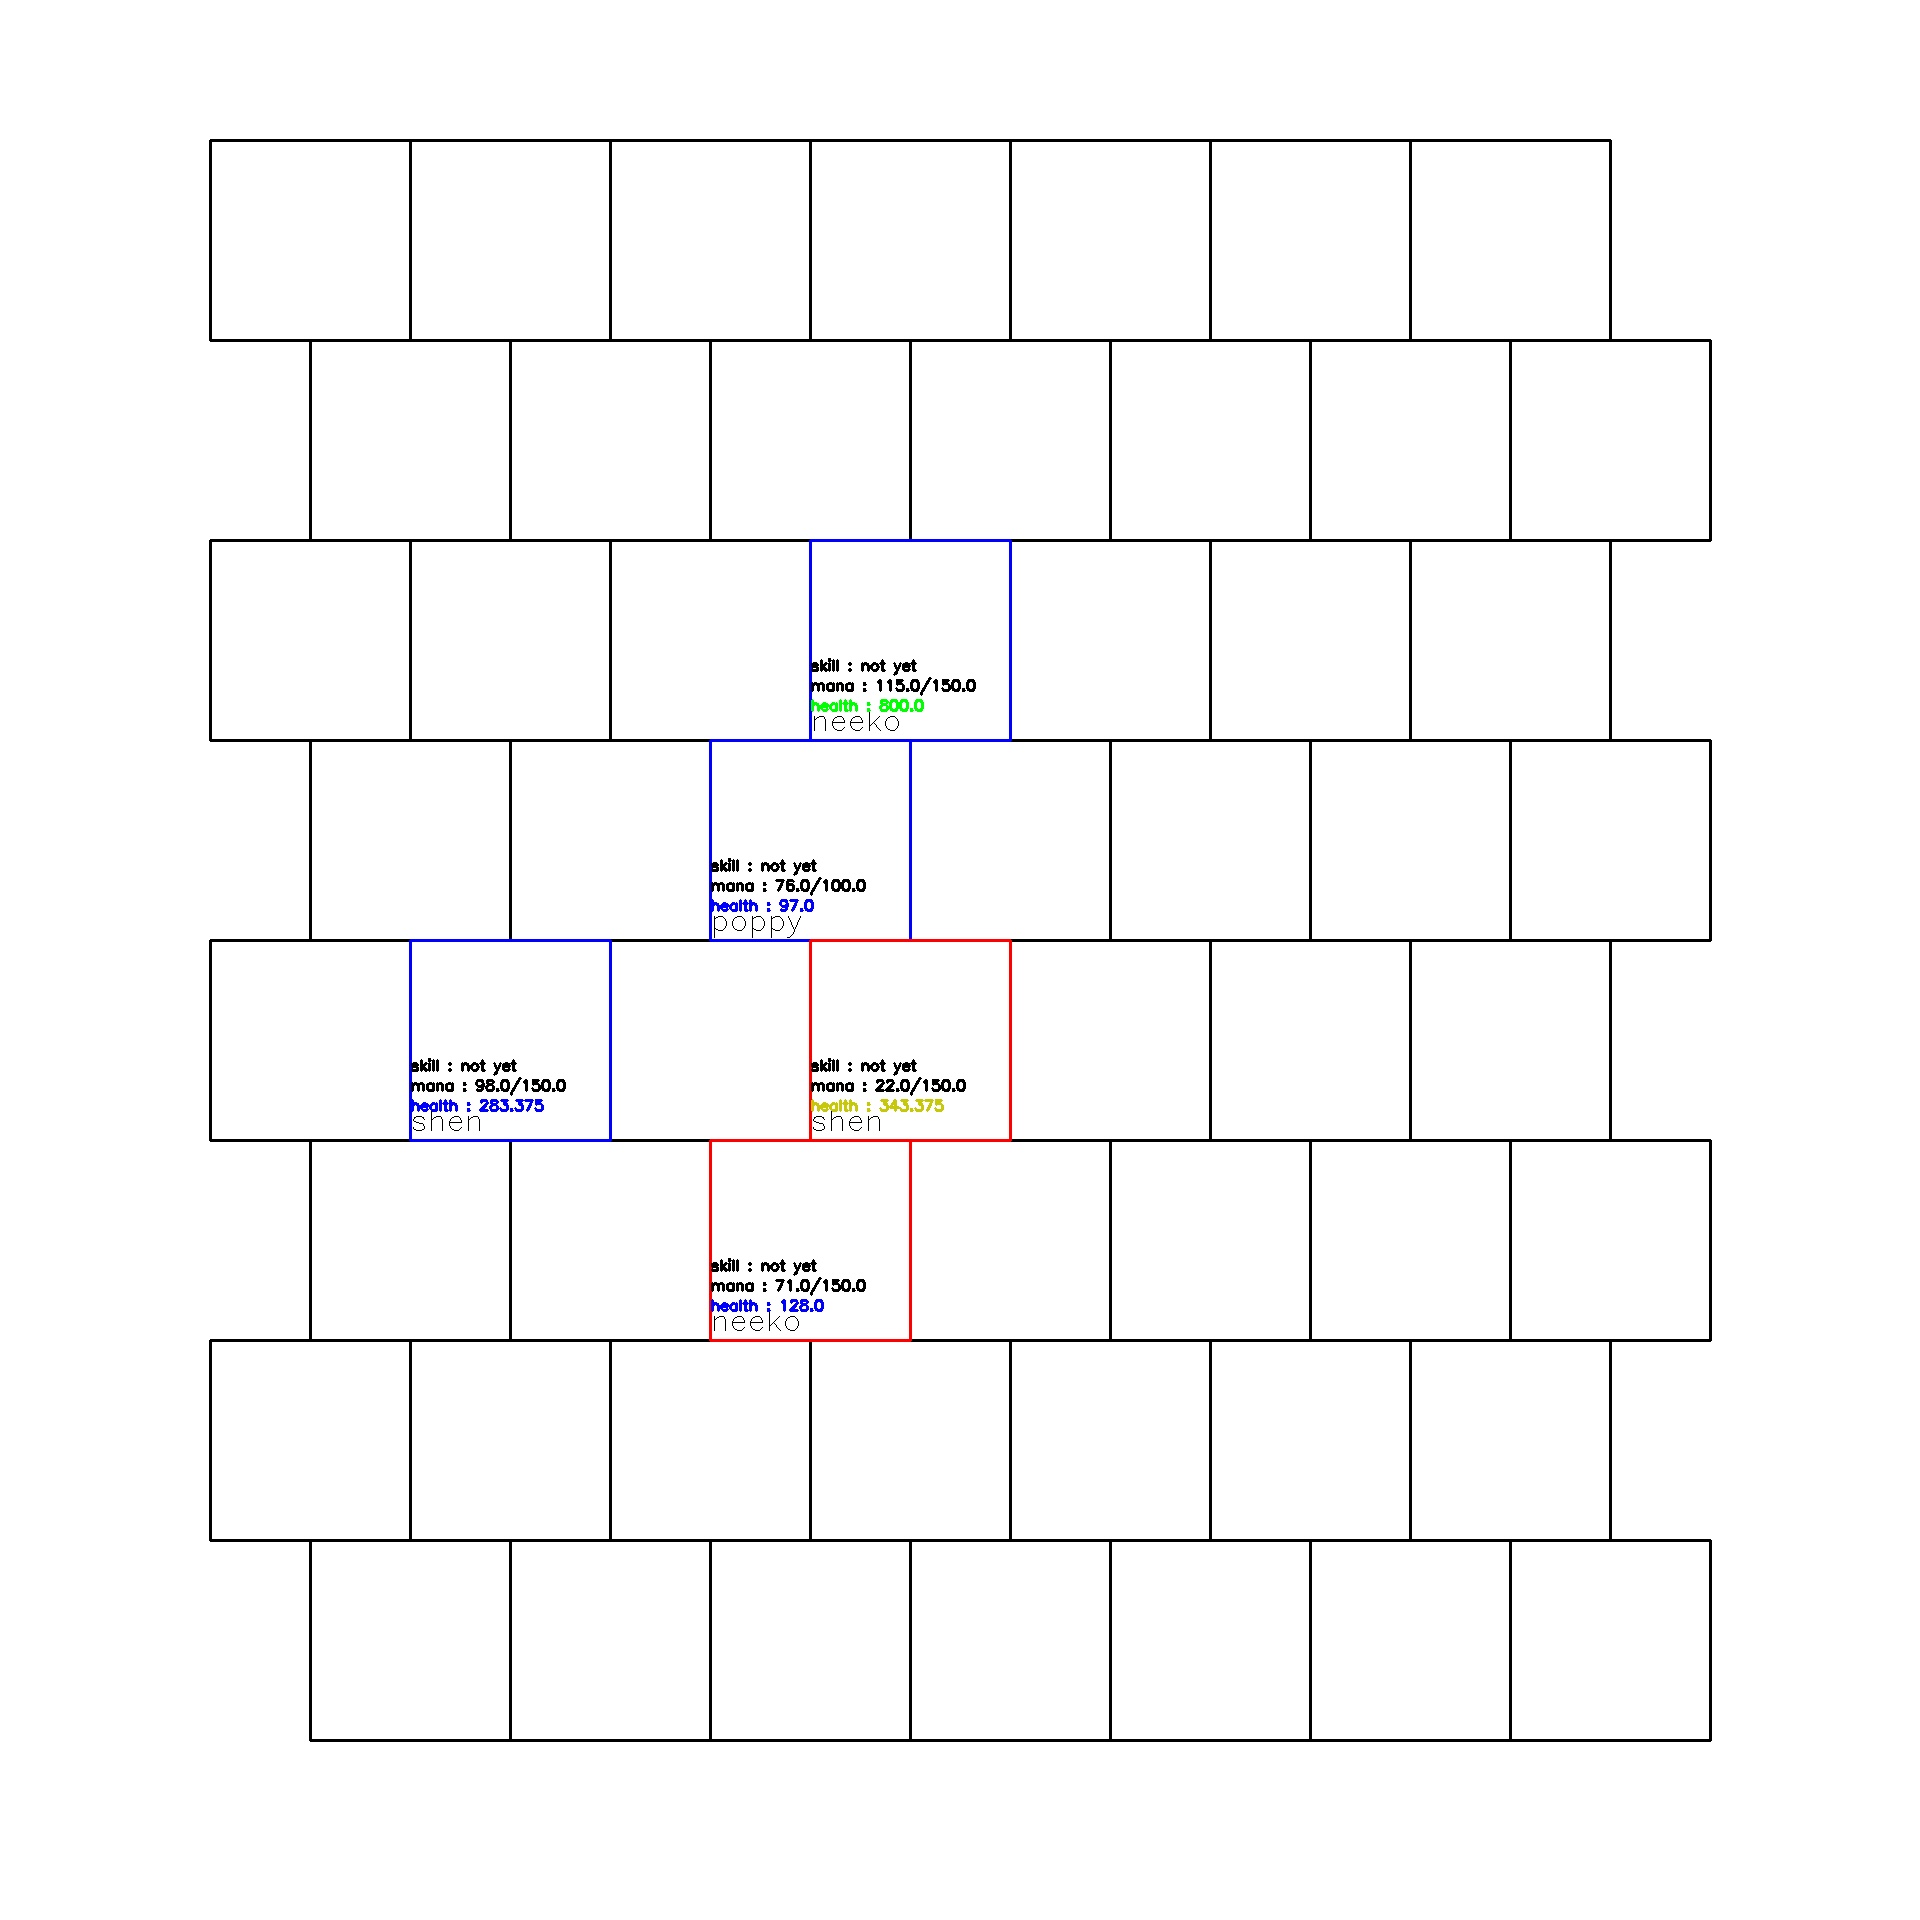 skill : not yet
mana : 115.0/150.0
health : 800.0
neeko
skill : not yet
mana : 76.0/100.0
health : 97.0
poppy
skill : not yet
mana : 98.0/150.0
health : 283.375
shen
skill : not yet
mana : 22.0/150.0
health : 343.375
shen
skill : not yet
mana : 71.0/150.0
health : 128.0
neeko